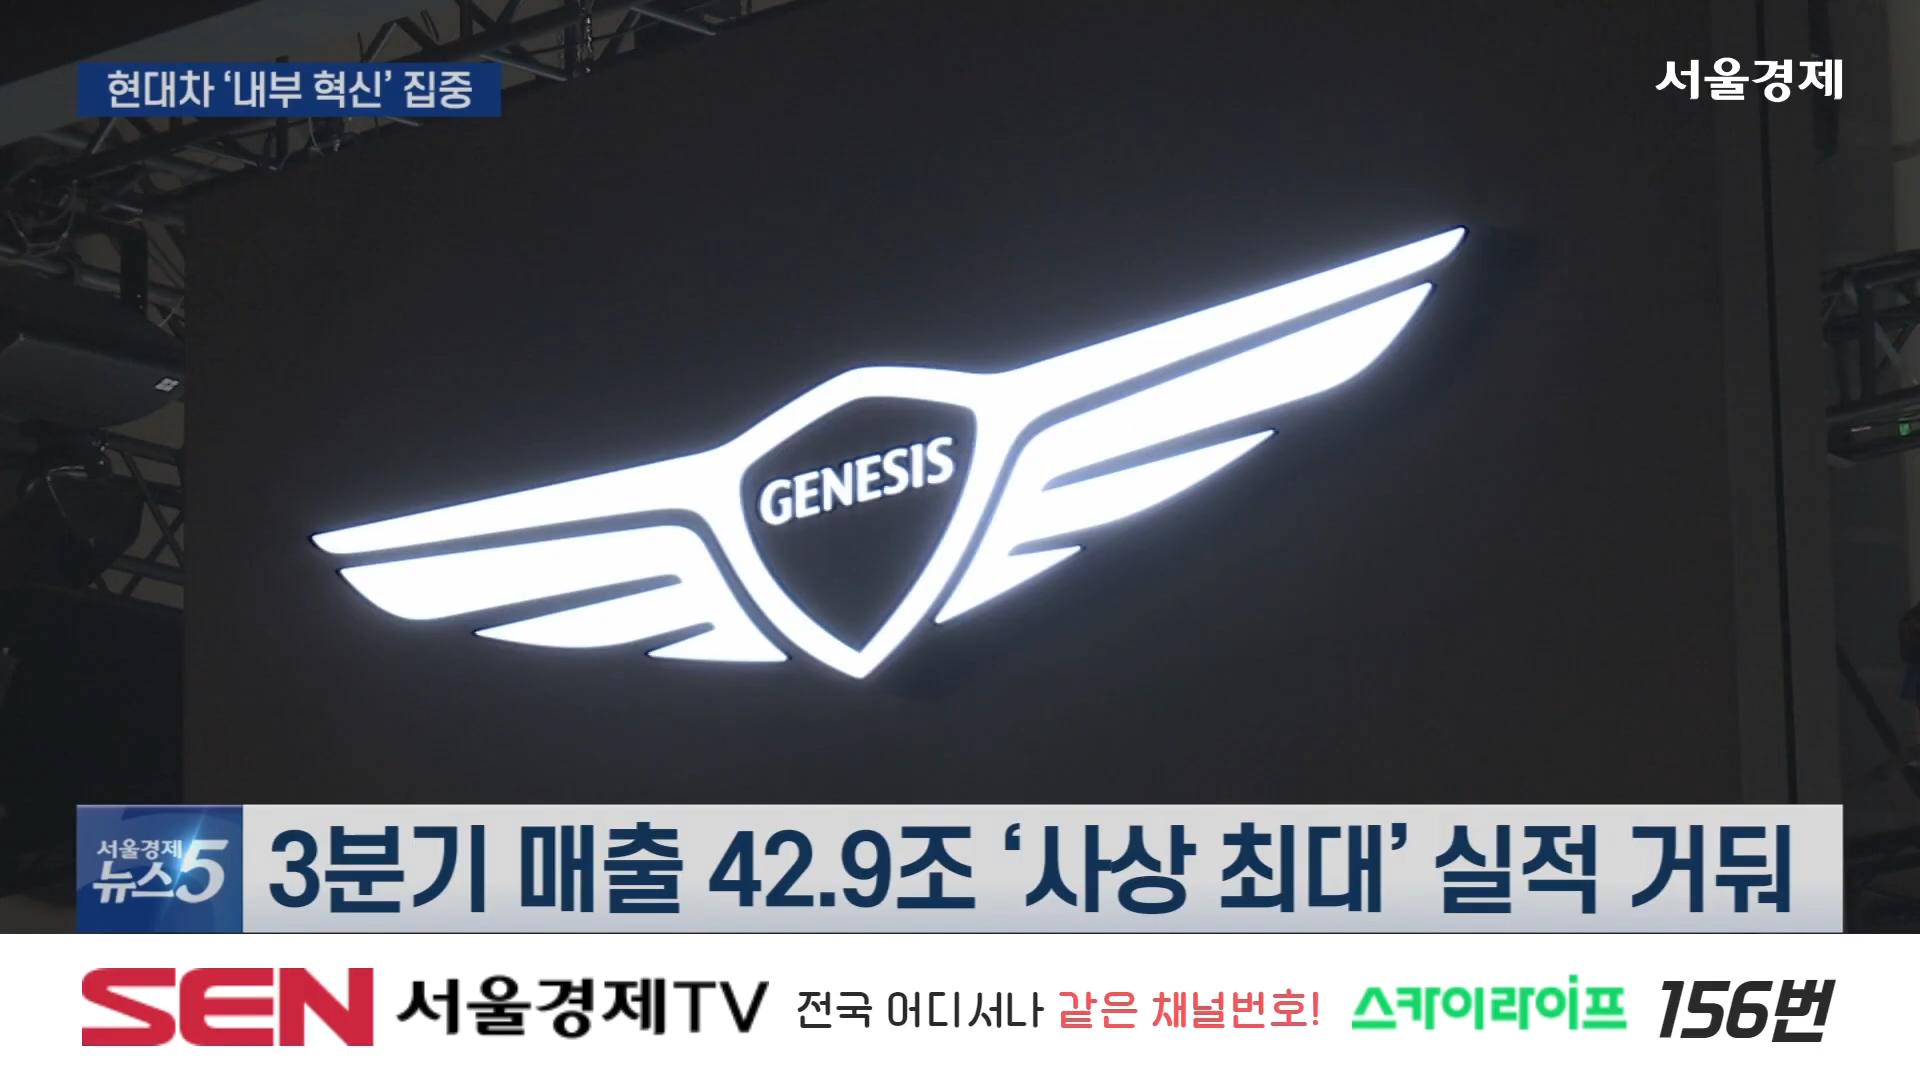 현대차 ‘내부 혁신’ 집중
서울경제
GENESIS
서울경제
뉴스5
3분기 매출 42.9조 ‘사상 최대’ 실적 거둬
SEN 서울경제TV 전국 어디서나 같은 채널번호! 스카이라이프 156번